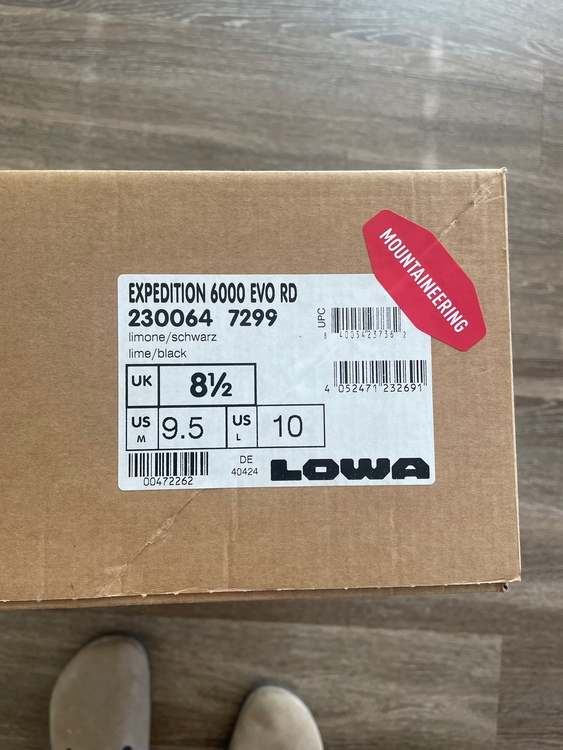 MOUNTAINEERING
EXPEDITION 6000 EVO RD
230064 7299
limone/schwarz
lime/black
UPC
8 40054 23736 2
UK 8½
4 052471 232691
US M 9.5 US L 10
00472262
DE
40424
LOWA